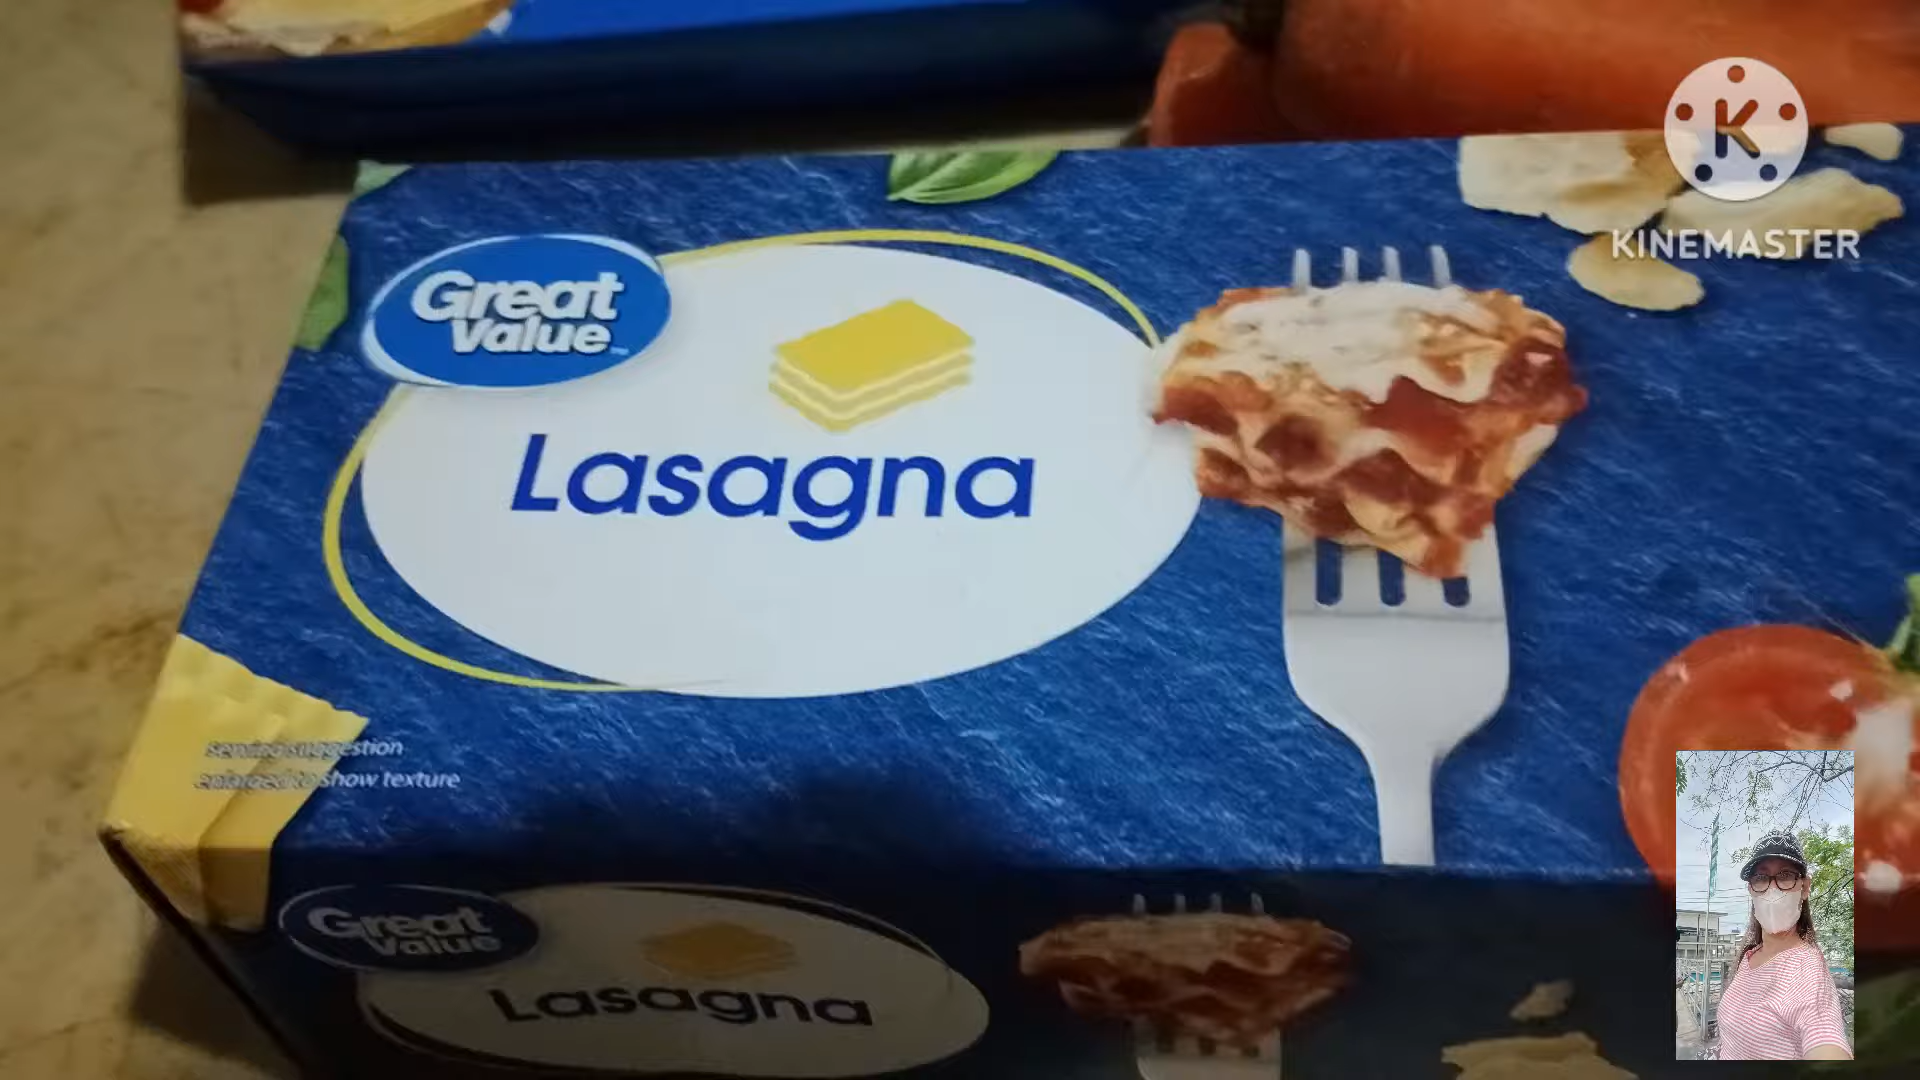 K
KINEMASTER
Great
Value
Lasagna
serving suggestion
enlarged to show texture
Great
Value
Lasagna